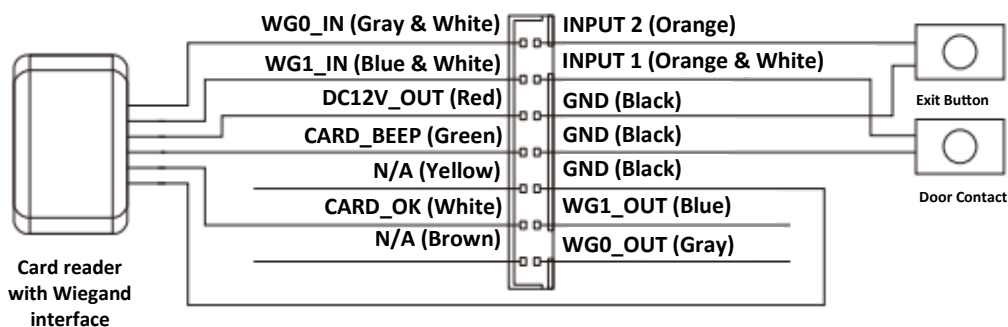 WG0_IN (Gray & White)
WG1_IN (Blue & White)
DC12V_OUT (Red)
CARD_BEEP (Green)
N/A (Yellow)
CARD_OK (White)
N/A (Brown)
INPUT 2 (Orange)
INPUT 1 (Orange & White)
GND (Black)
GND (Black)
GND (Black)
WG1_OUT (Blue)
WG0_OUT (Gray)
Exit Button
Door Contact
Card reader
with Wiegand
interface